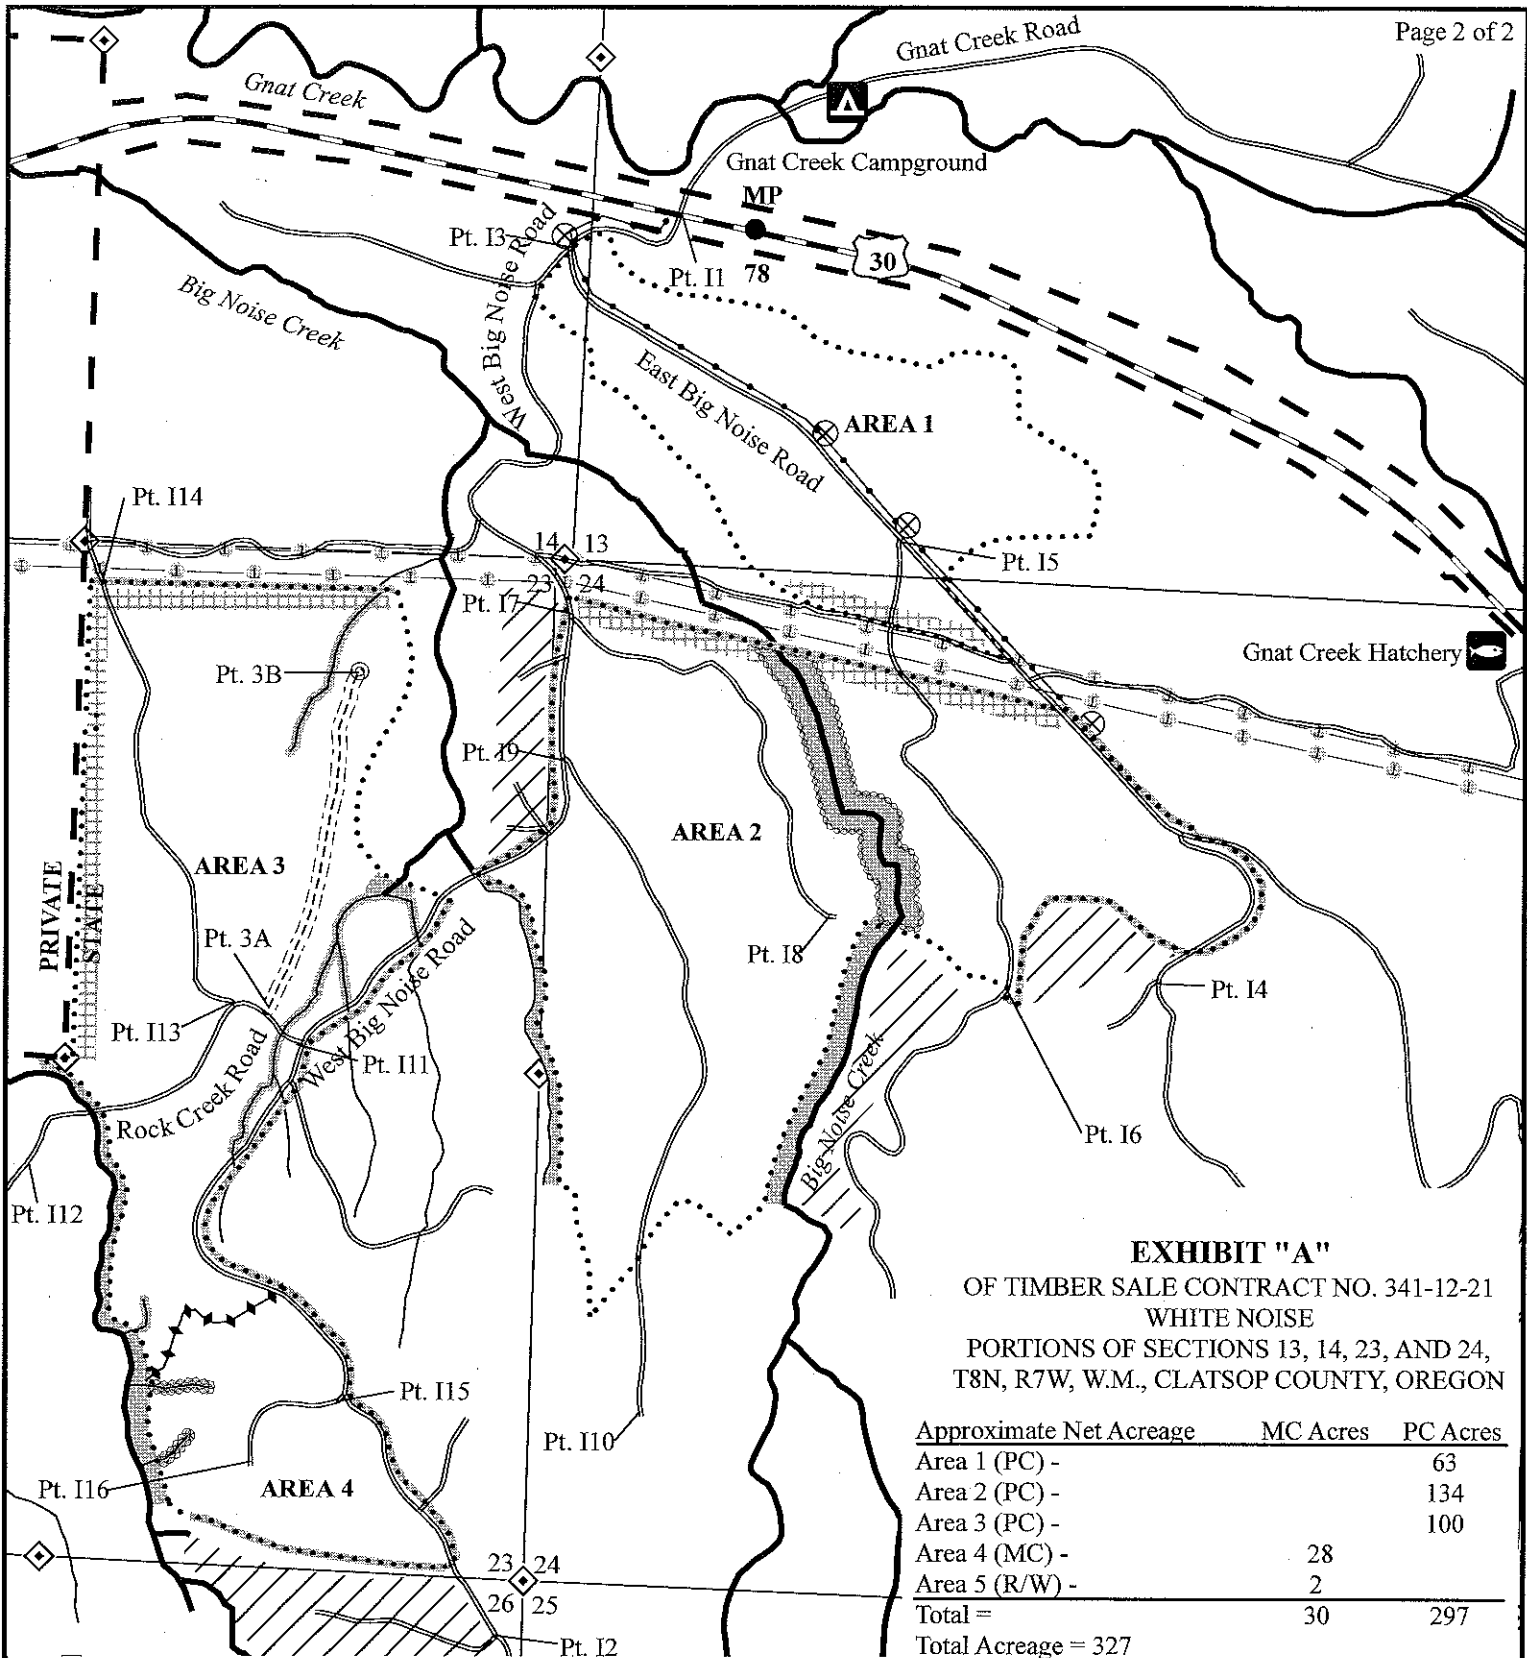 Page 2 of 2
Gnat Creek Road
Gnat Creek
Gnat Creek Campground
MP
78
30
Pt. I3
Pt. I1
West Big Noise Road
Big Noise Creek
East Big Noise Road
AREA 1
Pt. I14
14 13
23 24
Pt. I5
Pt. I7
Gnat Creek Hatchery
Pt. 3B
Pt. I9
AREA 2
AREA 3
PRIVATE
STATE
Pt. 3A
Pt. I8
Pt. I4
Pt. I13
West Big Noise Road
Pt. I11
Rock Creek Road
Big Noise Creek
Pt. I6
Pt. I12
EXHIBIT "A"
OF TIMBER SALE CONTRACT NO. 341-12-21
WHITE NOISE
PORTIONS OF SECTIONS 13, 14, 23, AND 24,
T8N, R7W, W.M., CLATSOP COUNTY, OREGON
Pt. I15
Pt. I10
Pt. I16
AREA 4
Approximate Net Acreage MC Acres PC Acres
Area 1 (PC) - 63
Area 2 (PC) - 134
Area 3 (PC) - 100
Area 4 (MC) - 28
Area 5 (R/W) - 2
Total = 30 297
Total Acreage = 327
23 24
26 25
Pt. I2